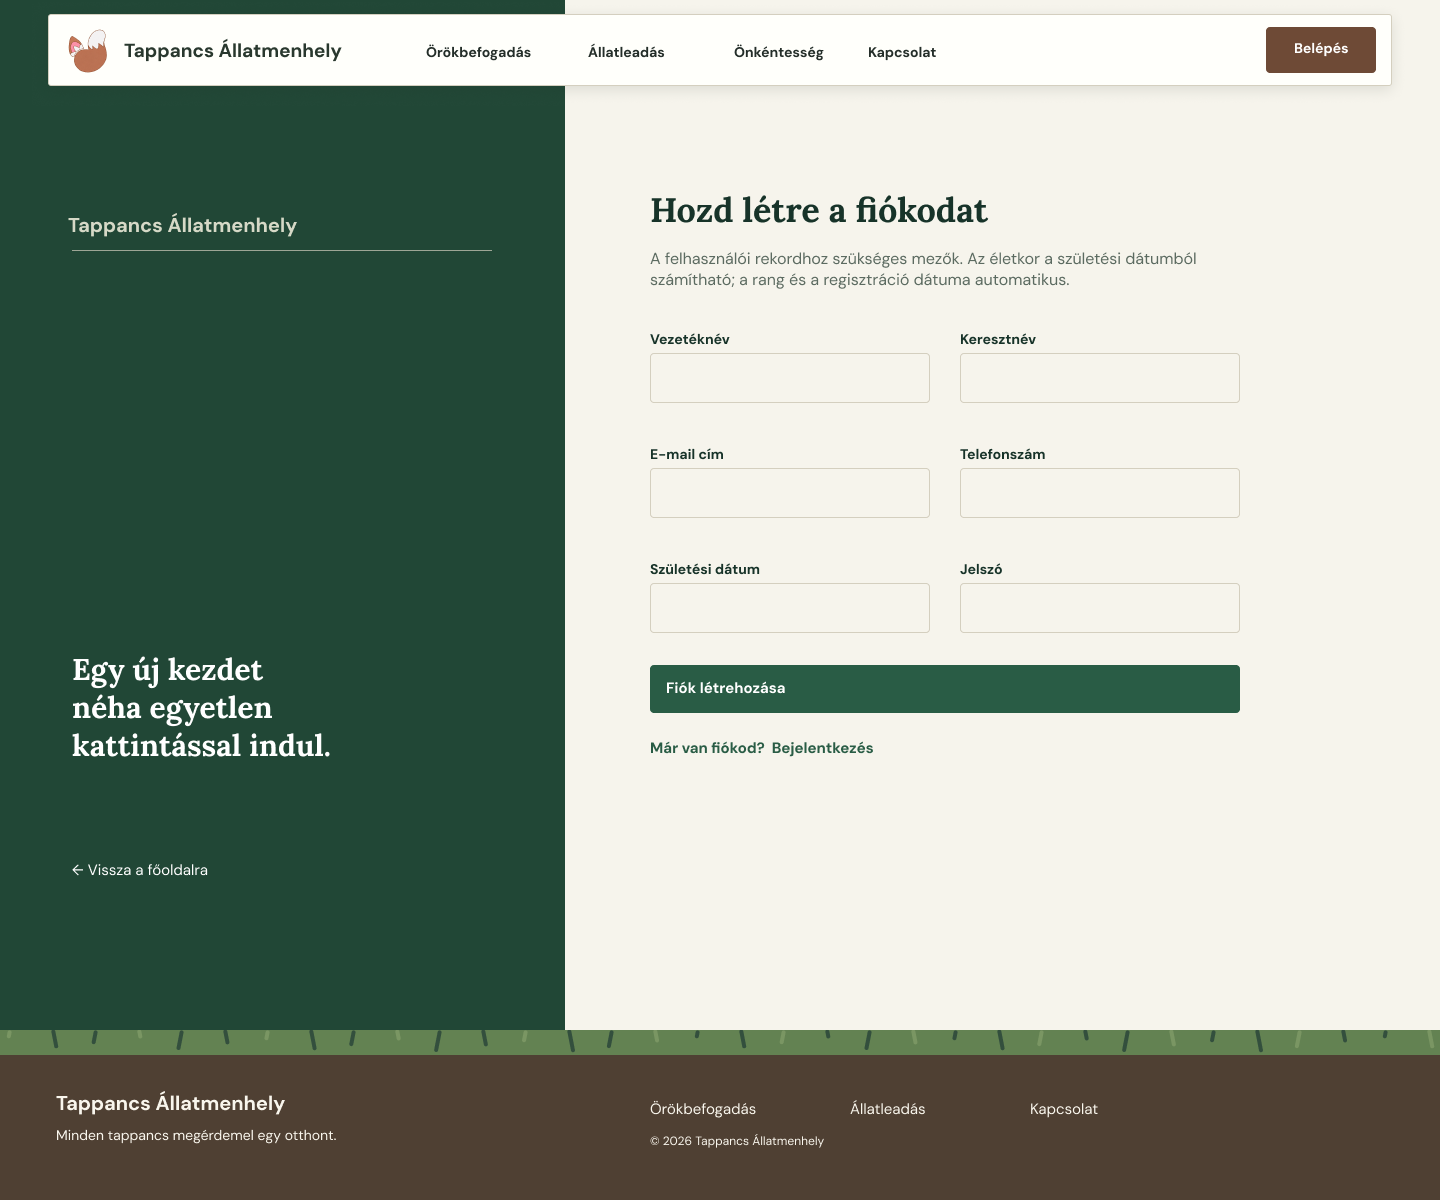 Tappancs Állatmenhely
Örökbefogadás
Állatleadás
Önkéntesség
Kapcsolat
Belépés
Tappancs Állatmenhely
Egy új kezdet
néha egyetlen
kattintással indul.
← Vissza a főoldalra
Hozd létre a fiókodat
A felhasználói rekordhoz szükséges mezők. Az életkor a születési dátumból
számítható; a rang és a regisztráció dátuma automatikus.
Vezetéknév
Keresztnév
E-mail cím
Telefonszám
Születési dátum
Jelszó
Fiók létrehozása
Már van fiókod? Bejelentkezés
Tappancs Állatmenhely
Minden tappancs megérdemel egy otthont.
Örökbefogadás
Állatleadás
Kapcsolat
© 2026 Tappancs Állatmenhely